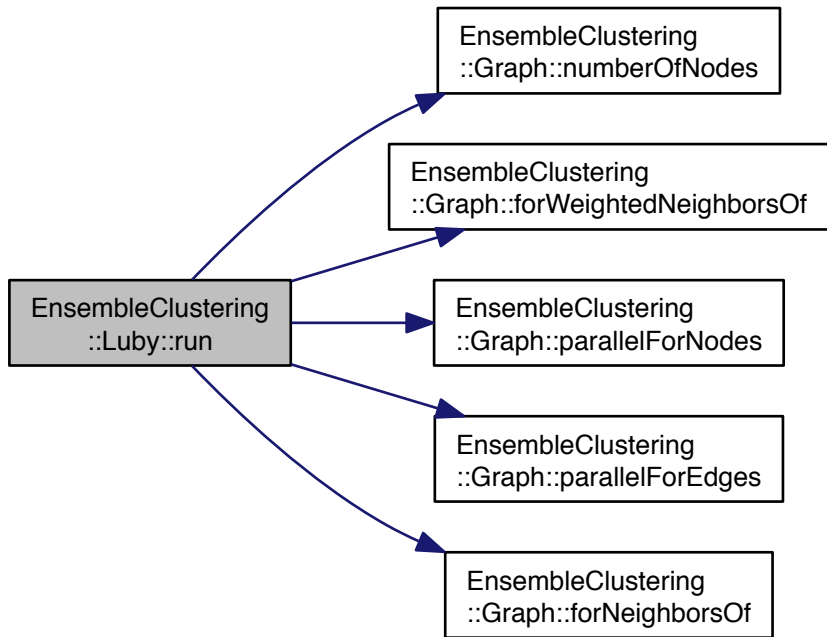 EnsembleClustering
::Graph::numberOfNodes
EnsembleClustering
::Graph::forWeightedNeighborsOf
EnsembleClustering
::Luby::run
EnsembleClustering
::Graph::parallelForNodes
EnsembleClustering
::Graph::parallelForEdges
EnsembleClustering
::Graph::forNeighborsOf